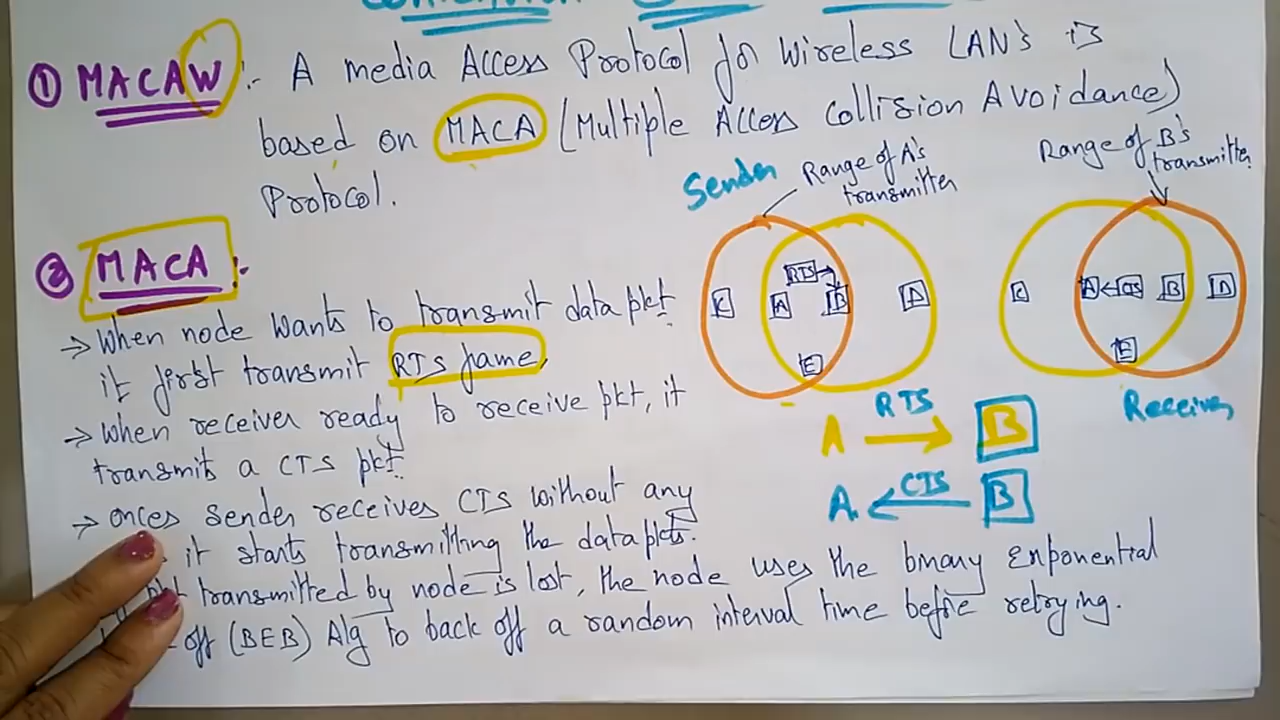 ① MACAW :- A media Access Protocol for Wireless LAN's is
based on MACA (Multiple Access Collision Avoidance)
Protocol.
Sender
Range of A's
transmitter
Range of B's
transmitter
② MACA :-
→ When node wants to transmit data pkt
it first transmit RTS frame,
→ when receiver ready to receive pkt, it
transmits a CTS pkt.
→ onces sender receives CTS without any
it starts transmitting the data pkts.
pkt transmitted by node is lost, the node uses the binary Exponential
off (BEB) Alg to back off a random interval time before retrying.
C A RTS → B D
E
C A ← CTS B D
E
Receiver
A RTS → B
A ← CTS B